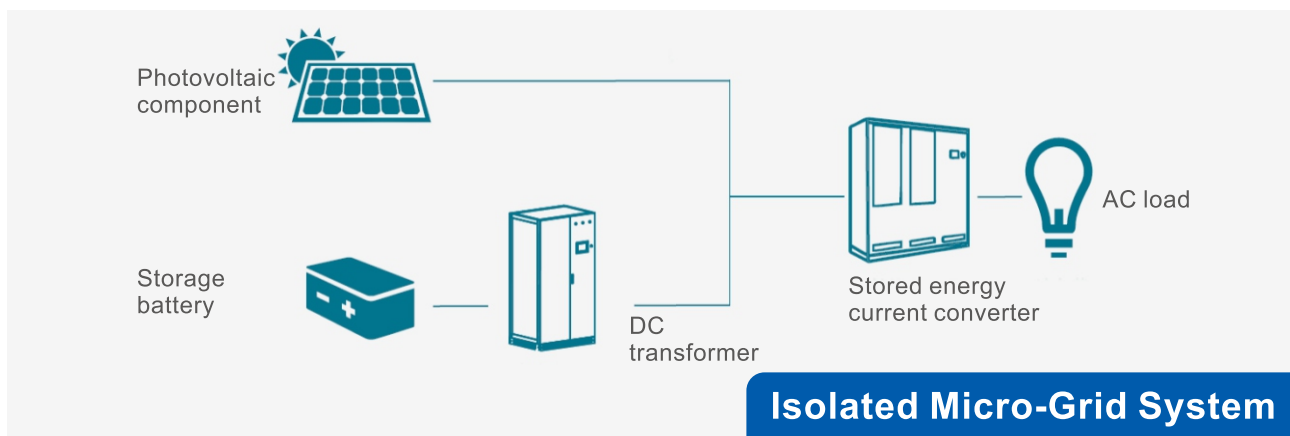 Photovoltaic
component
Storage
battery
DC
transformer
Stored energy
current converter
AC load
Isolated Micro-Grid System